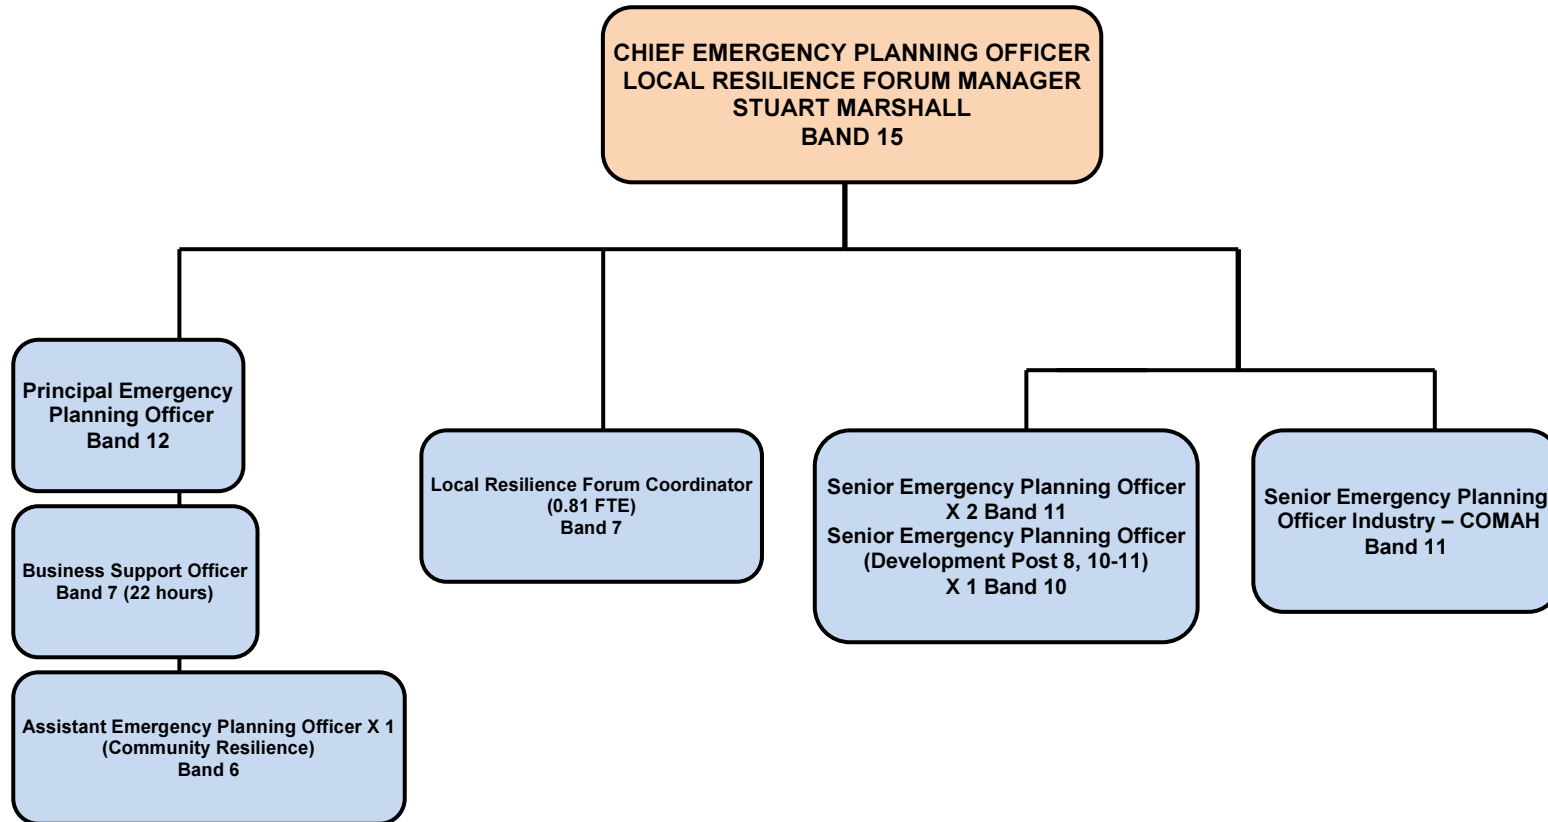 CHIEF EMERGENCY PLANNING OFFICER
LOCAL RESILIENCE FORUM MANAGER
STUART MARSHALL
BAND 15
Principal Emergency
Planning Officer
Band 12
Business Support Officer
Band 7 (22 hours)
Assistant Emergency Planning Officer X 1
(Community Resilience)
Band 6
Local Resilience Forum Coordinator
(0.81 FTE)
Band 7
Senior Emergency Planning Officer
X 2 Band 11
Senior Emergency Planning Officer
(Development Post 8, 10-11)
X 1 Band 10
Senior Emergency Planning
Officer Industry – COMAH
Band 11